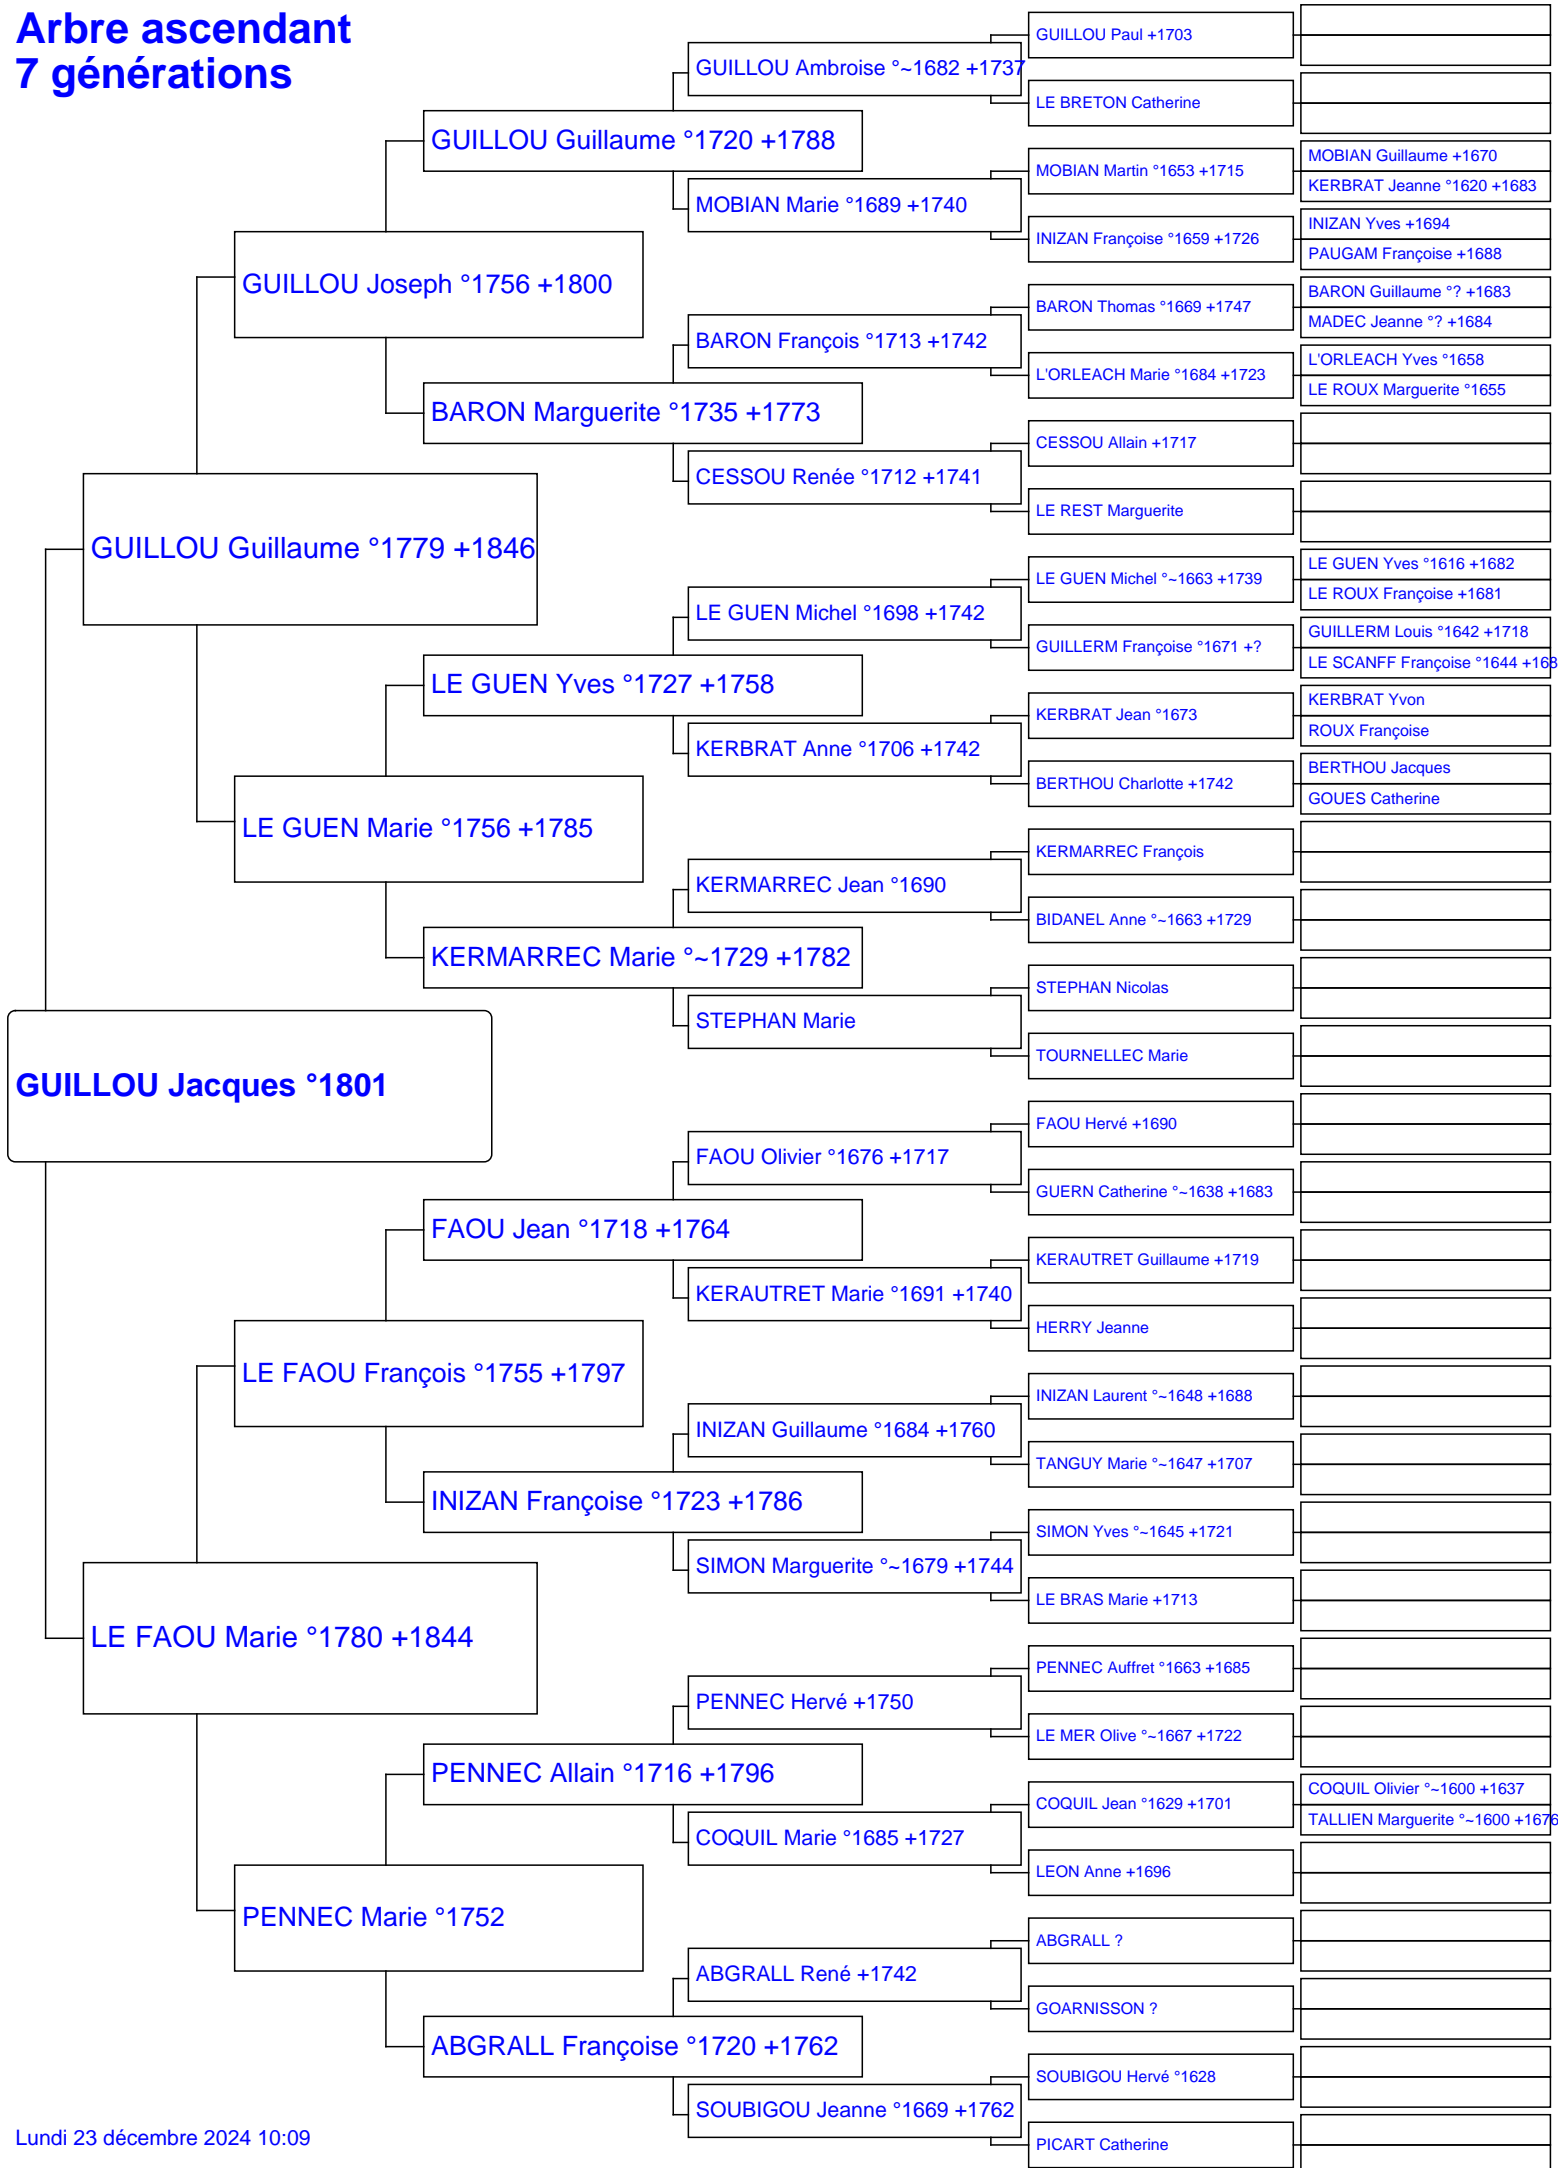 Arbre ascendant
7 générations
GUILLOU Jacques °1801
GUILLOU Guillaume °1779 +1846
LE FAOU Marie °1780 +1844
GUILLOU Joseph °1756 +1800
LE GUEN Marie °1756 +1785
LE FAOU François °1755 +1797
PENNEC Marie °1752
GUILLOU Guillaume °1720 +1788
BARON Marguerite °1735 +1773
LE GUEN Yves °1727 +1758
KERMARREC Marie °~1729 +1782
FAOU Jean °1718 +1764
INIZAN Françoise °1723 +1786
PENNEC Allain °1716 +1796
ABGRALL Françoise °1720 +1762
GUILLOU Ambroise °~1682 +1737
MOBIAN Marie °1689 +1740
BARON François °1713 +1742
CESSOU Renée °1712 +1741
LE GUEN Michel °1698 +1742
KERBRAT Anne °1706 +1742
KERMARREC Jean °1690
STEPHAN Marie
FAOU Olivier °1676 +1717
KERAUTRET Marie °1691 +1740
INIZAN Guillaume °1684 +1760
SIMON Marguerite °~1679 +1744
PENNEC Hervé +1750
COQUIL Marie °1685 +1727
ABGRALL René +1742
SOUBIGOU Jeanne °1669 +1762
GUILLOU Paul +1703
LE BRETON Catherine
MOBIAN Martin °1653 +1715
INIZAN Françoise °1659 +1726
BARON Thomas °1669 +1747
L'ORLEACH Marie °1684 +1723
CESSOU Allain +1717
LE REST Marguerite
LE GUEN Michel °~1663 +1739
GUILLERM Françoise °1671 +?
KERBRAT Jean °1673
BERTHOU Charlotte +1742
KERMARREC François
BIDANEL Anne °~1663 +1729
STEPHAN Nicolas
TOURNELLEC Marie
FAOU Hervé +1690
GUERN Catherine °~1638 +1683
KERAUTRET Guillaume +1719
HERRY Jeanne
INIZAN Laurent °~1648 +1688
TANGUY Marie °~1647 +1707
SIMON Yves °~1645 +1721
LE BRAS Marie +1713
PENNEC Auffret °1663 +1685
LE MER Olive °~1667 +1722
COQUIL Jean °1629 +1701
LEON Anne +1696
ABGRALL ?
GOARNISSON ?
SOUBIGOU Hervé °1628
PICART Catherine
MOBIAN Guillaume +1670
KERBRAT Jeanne °1620 +1683
INIZAN Yves +1694
PAUGAM Françoise +1688
BARON Guillaume °? +1683
MADEC Jeanne °? +1684
L'ORLEACH Yves °1658
LE ROUX Marguerite °1655
LE GUEN Yves °1616 +1682
LE ROUX Françoise +1681
GUILLERM Louis °1642 +1718
LE SCANFF Françoise °1644 +168
KERBRAT Yvon
ROUX Françoise
BERTHOU Jacques
GOUES Catherine
COQUIL Olivier °~1600 +1637
TALLIEN Marguerite °~1600 +1676
Lundi 23 décembre 2024 10:09